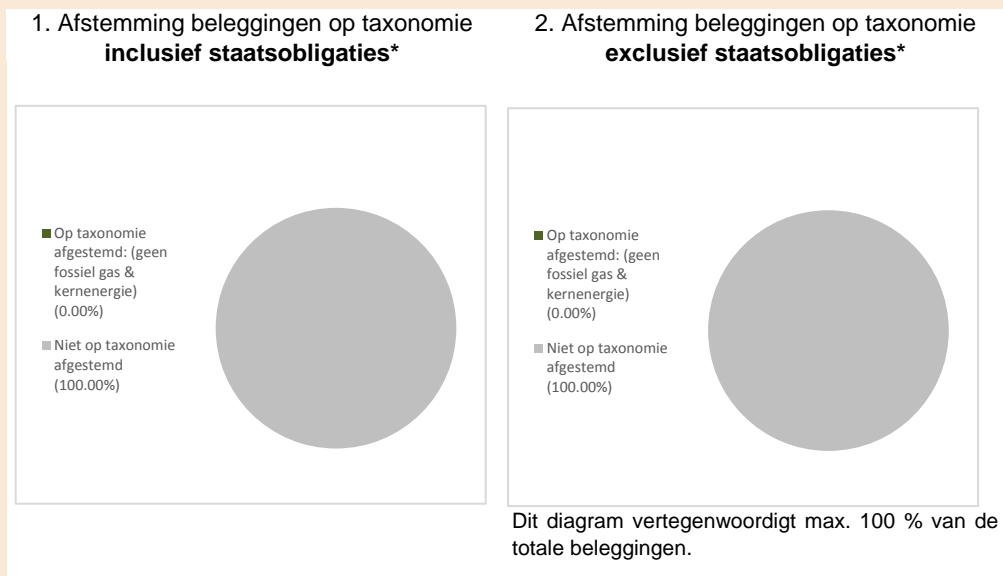 1. Afstemming beleggingen op taxonomie
inclusief staatsobligaties*
Op taxonomie
afgestemd: (geen
fossiel gas &
kernenergie)
(0.00%)
Niet op taxonomie
afgestemd
(100.00%)
2. Afstemming beleggingen op taxonomie
exclusief staatsobligaties*
Op taxonomie
afgestemd: (geen
fossiel gas &
kernenergie)
(0.00%)
Niet op taxonomie
afgestemd
(100.00%)
Dit diagram vertegenwoordigt max. 100 % van de
totale beleggingen.